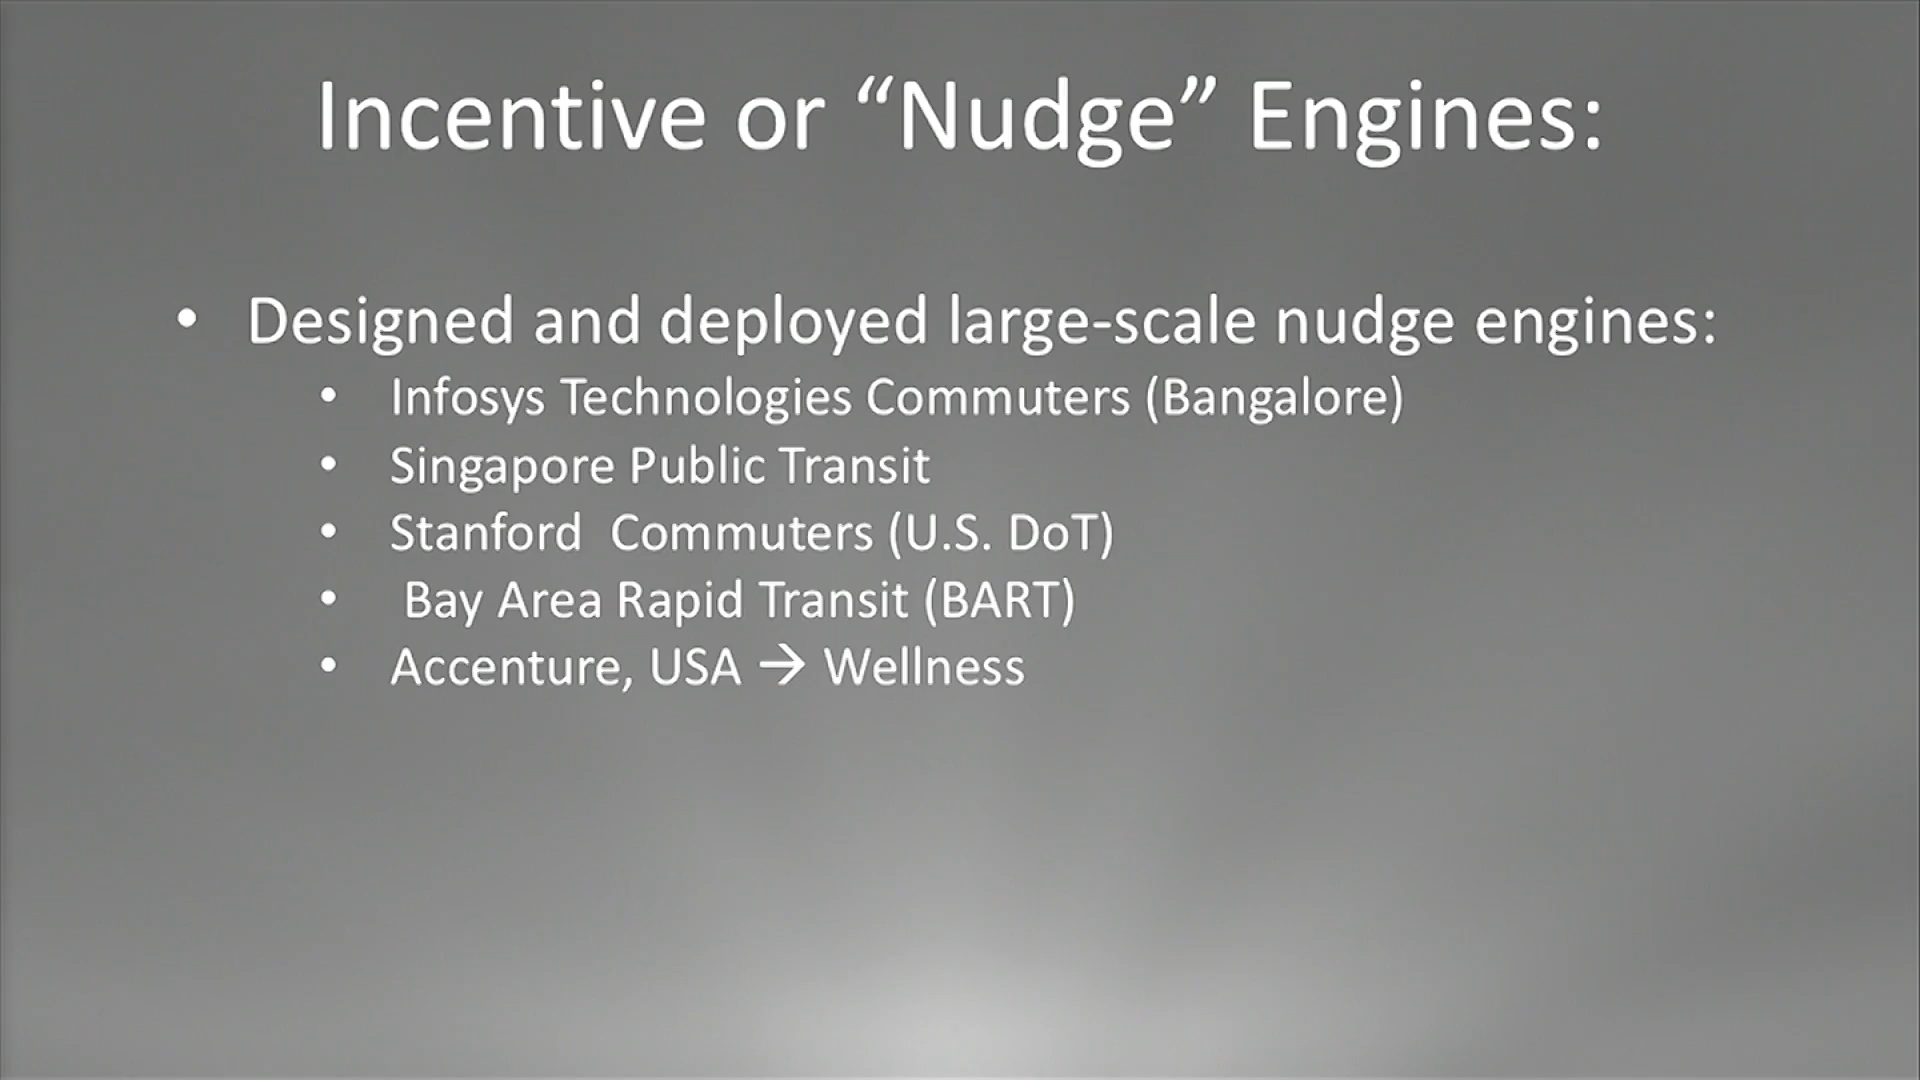 Incentive or “Nudge” Engines:
• Designed and deployed large-scale nudge engines:
• Infosys Technologies Commuters (Bangalore)
• Singapore Public Transit
• Stanford  Commuters (U.S. DoT)
• Bay Area Rapid Transit (BART)
• Accenture, USA → Wellness